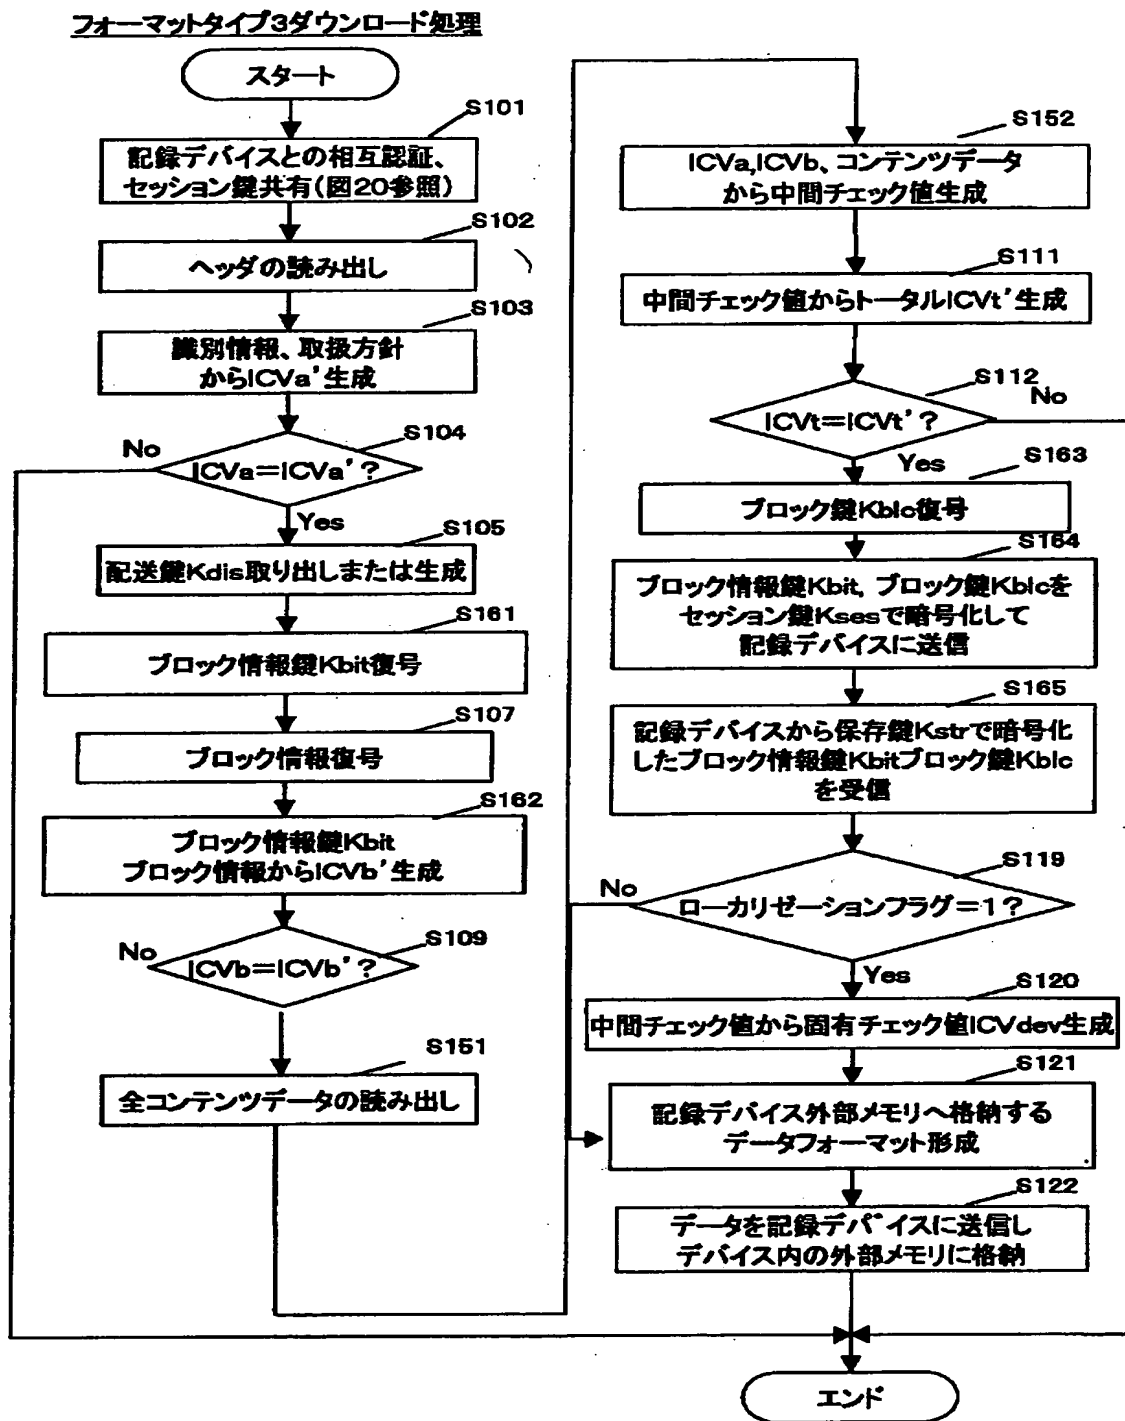 フォーマットタイプ3ダウンロード処理
スタート
S101
記録デバイスとの相互認証、
セッション鍵共有(図20参照)
S102
ヘッダの読み出し
S103
識別情報、取扱方針
からICVa'生成
S104
No
ICVa=ICVa'?
Yes
S105
配送鍵Kdis取り出しまたは生成
S161
ブロック情報鍵Kbit復号
S107
ブロック情報復号
S162
ブロック情報鍵Kbit
ブロック情報からICVb'生成
S109
No
ICVb=ICVb'?
S151
全コンテンツデータの読み出し
S152
ICVa,ICVb、コンテンツデータ
から中間チェック値生成
S111
中間チェック値からトータルICVt'生成
S112
No
ICVt=ICVt'?
Yes
S163
ブロック鍵Kblc復号
S164
ブロック情報鍵Kbit, ブロック鍵Kblcを
セッション鍵Ksesで暗号化して
記録デバイスに送信
S165
記録デバイスから保存鍵Kstrで暗号化
したブロック情報鍵Kbitブロック鍵Kblc
を受信
S119
No
ローカリゼーションフラグ=1?
Yes
S120
中間チェック値から固有チェック値ICVdev生成
S121
記録デバイス外部メモリへ格納する
データフォーマット形成
S122
データを記録デバイスに送信し
デバイス内の外部メモリに格納
エンド